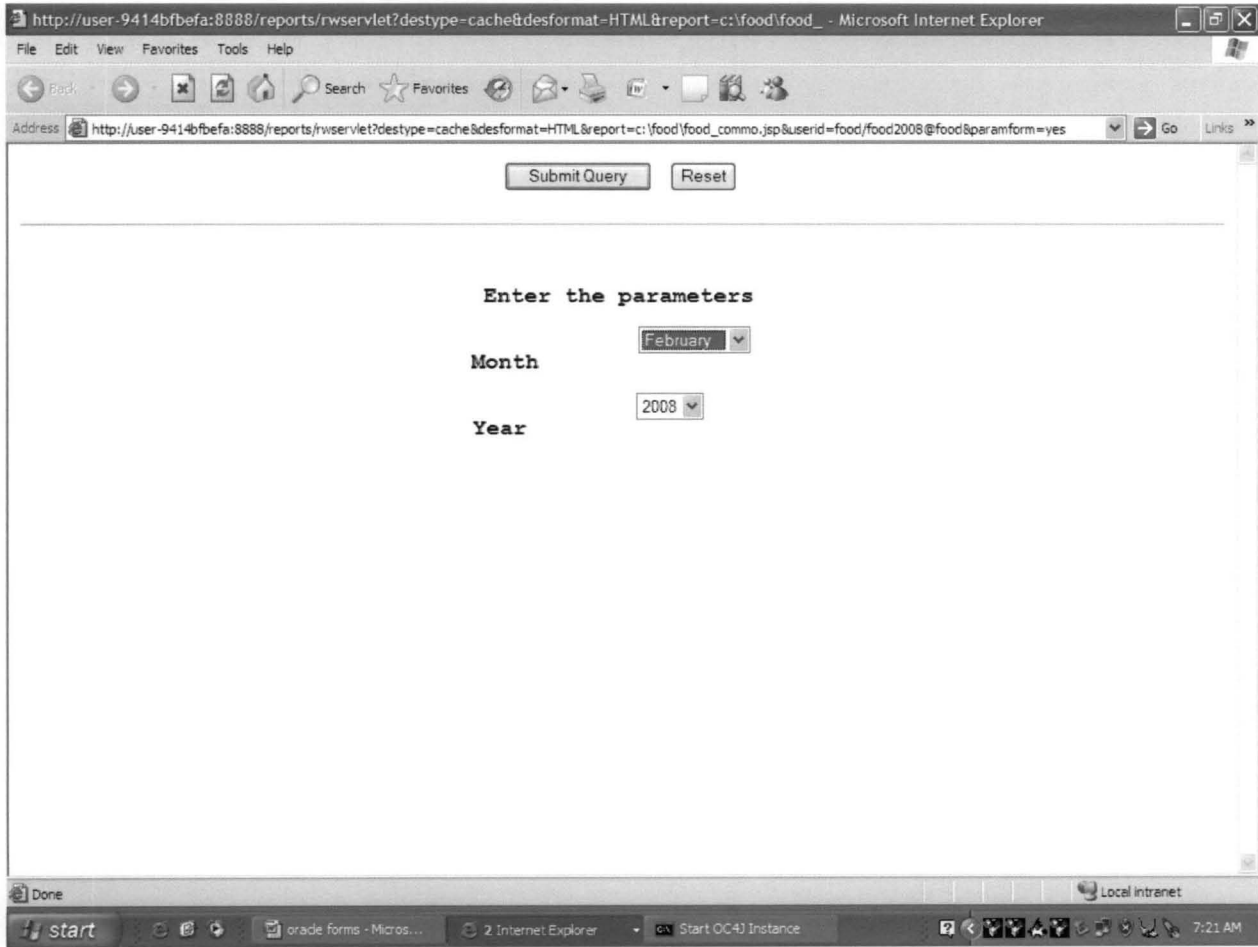 http://user-9414bfbefa:8888/reports/rwservlet?destype=cache&desformat=HTML&report=c:\food\food_ - Microsoft Internet Explorer
File Edit View Favorites Tools Help
Back Search Favorites
Address http://user-9414bfbefa:8888/reports/rwservlet?destype=cache&desformat=HTML&report=c:\food\food_commo.jsp&userid=food/food2008@food&paramform=yes Go Links »
Submit Query Reset
Enter the parameters
February
Month
2008
Year
Done Local intranet
start oracle forms - Micros... 2 Internet Explorer Start OC4J Instance 7:21 AM